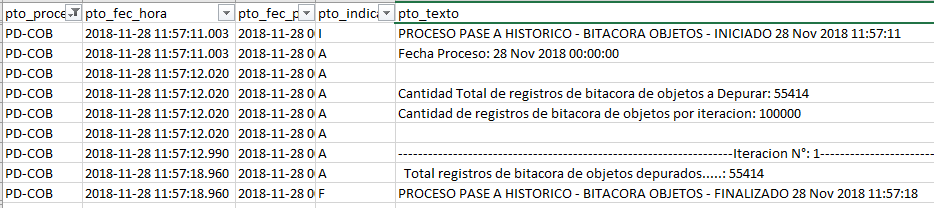 pto_proce pto_fec_hora pto_fec_p pto_indica pto_texto
PD-COB 2018-11-28 11:57:11.003 2018-11-28 0 I PROCESO PASE A HISTORICO - BITACORA OBJETOS - INICIADO 28 Nov 2018 11:57:11
PD-COB 2018-11-28 11:57:11.003 2018-11-28 0 A Fecha Proceso: 28 Nov 2018 00:00:00
PD-COB 2018-11-28 11:57:12.020 2018-11-28 0 A
PD-COB 2018-11-28 11:57:12.020 2018-11-28 0 A Cantidad Total de registros de bitacora de objetos a Depurar: 55414
PD-COB 2018-11-28 11:57:12.020 2018-11-28 0 A Cantidad de registros de bitacora de objetos por iteracion: 100000
PD-COB 2018-11-28 11:57:12.020 2018-11-28 0 A
PD-COB 2018-11-28 11:57:12.990 2018-11-28 0 A -------------------------------------------------------------------Iteracion N°: 1-----------------------
PD-COB 2018-11-28 11:57:18.960 2018-11-28 0 A Total registros de bitacora de objetos depurados.....: 55414
PD-COB 2018-11-28 11:57:18.960 2018-11-28 0 F PROCESO PASE A HISTORICO - BITACORA OBJETOS - FINALIZADO 28 Nov 2018 11:57:18